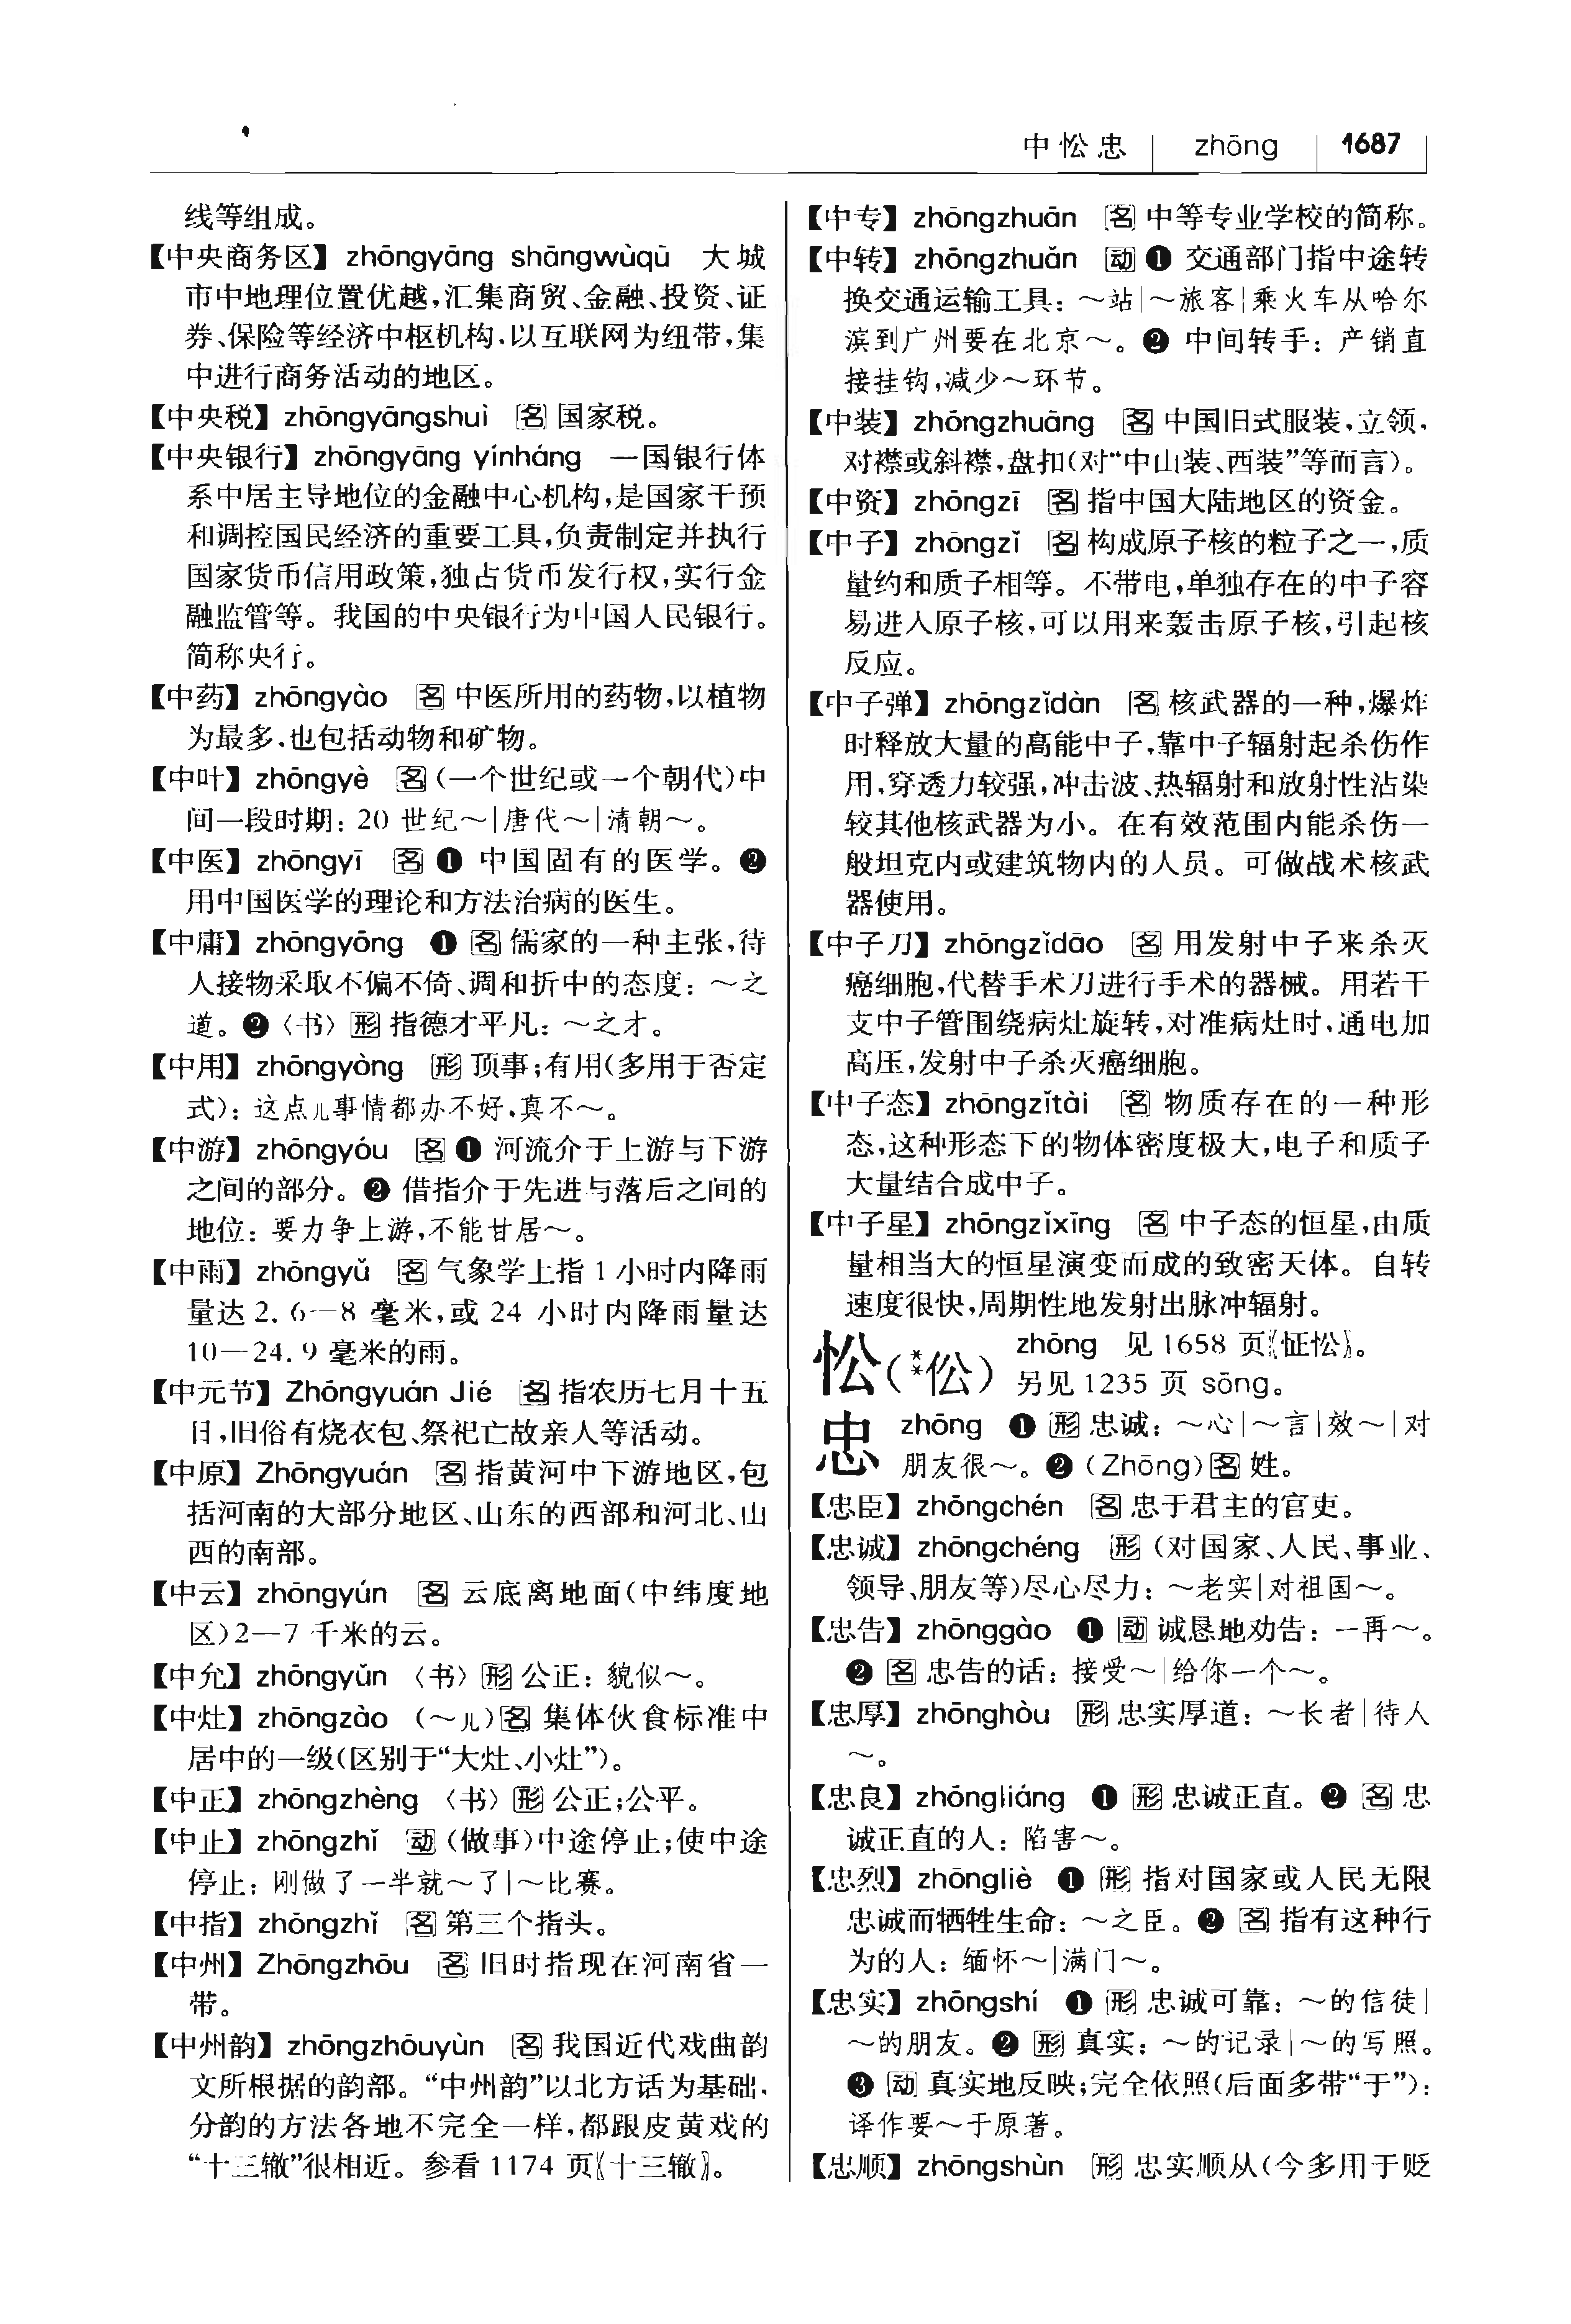 中忪忠 zhōng 1687
线等组成。
【中央商务区】 zhōngyāng shāngwùqū 大城
市中地理位置优越,汇集商贸、金融、投资、证
券、保险等经济中枢机构,以互联网为纽带,集
中进行商务活动的地区。
【中央税】 zhōngyāngshuì 名 国家税。
【中央银行】 zhōngyāng yínháng 一国银行体
系中居主导地位的金融中心机构,是国家干预
和调控国民经济的重要工具,负责制定并执行
国家货币信用政策,独占货币发行权,实行金
融监管等。我国的中央银行为中国人民银行。
简称央行。
【中药】 zhōngyào 名 中医所用的药物,以植物
为最多,也包括动物和矿物。
【中叶】 zhōngyè 名 (一个世纪或一个朝代)中
间一段时期: 20 世纪～|唐代～|清朝～。
【中医】 zhōngyī 名 ❶ 中国固有的医学。❷
用中国医学的理论和方法治病的医生。
【中庸】 zhōngyōng ❶ 名 儒家的一种主张,待
人接物采取不偏不倚、调和折中的态度: ～之
道。❷〈书〉形 指德才平凡: ～之才。
【中用】 zhōngyòng 形 顶事;有用(多用于否定
式): 这点儿事情都办不好,真不～。
【中游】 zhōngyóu 名 ❶ 河流介于上游与下游
之间的部分。❷ 借指介于先进与落后之间的
地位: 要力争上游,不能甘居～。
【中雨】 zhōngyǔ 名 气象学上指 1 小时内降雨
量达 2.6—8 毫米,或 24 小时内降雨量达
10—24.9 毫米的雨。
【中元节】 Zhōngyuán Jié 名 指农历七月十五
日,旧俗有烧衣包、祭祀亡故亲人等活动。
【中原】 Zhōngyuán 名 指黄河中下游地区,包
括河南的大部分地区、山东的西部和河北、山
西的南部。
【中云】 zhōngyún 名 云底离地面(中纬度地
区)2—7 千米的云。
【中允】 zhōngyǔn 〈书〉形 公正: 貌似～。
【中灶】 zhōngzào (～儿)名 集体伙食标准中
居中的一级(区别于“大灶、小灶”)。
【中正】 zhōngzhèng 〈书〉形 公正;公平。
【中止】 zhōngzhǐ 动 (做事)中途停止;使中途
停止: 刚做了一半就～了|～比赛。
【中指】 zhōngzhǐ 名 第三个指头。
【中州】 Zhōngzhōu 名 旧时指现在河南省一
带。
【中州韵】 zhōngzhōuyùn 名 我国近代戏曲韵
文所根据的韵部。“中州韵”以北方话为基础,
分韵的方法各地不完全一样,都跟皮黄戏的
“十三辙”很相近。参看 1174 页〖十三辙〗。
【中专】 zhōngzhuān 名 中等专业学校的简称。
【中转】 zhōngzhuǎn 动 ❶ 交通部门指中途转
换交通运输工具: ～站|～旅客|乘火车从哈尔
滨到广州要在北京～。❷ 中间转手: 产销直
接挂钩,减少～环节。
【中装】 zhōngzhuāng 名 中国旧式服装,立领,
对襟或斜襟,盘扣(对“中山装、西装”等而言)。
【中资】 zhōngzī 名 指中国大陆地区的资金。
【中子】 zhōngzǐ 名 构成原子核的粒子之一,质
量约和质子相等。不带电,单独存在的中子容
易进入原子核,可以用来轰击原子核,引起核
反应。
【中子弹】 zhōngzǐdàn 名 核武器的一种,爆炸
时释放大量的高能中子,靠中子辐射起杀伤作
用,穿透力较强,冲击波、热辐射和放射性沾染
较其他核武器为小。在有效范围内能杀伤一
般坦克内或建筑物内的人员。可做战术核武
器使用。
【中子刀】 zhōngzǐdāo 名 用发射中子来杀灭
癌细胞,代替手术刀进行手术的器械。用若干
支中子管围绕病灶旋转,对准病灶时,通电加
高压,发射中子杀灭癌细胞。
【中子态】 zhōngzǐtài 名 物质存在的一种形
态,这种形态下的物体密度极大,电子和质子
大量结合成中子。
【中子星】 zhōngzǐxīng 名 中子态的恒星,由质
量相当大的恒星演变而成的致密天体。自转
速度很快,周期性地发射出脉冲辐射。
忪(**伀) zhōng 见 1658 页〖怔忪〗。
另见 1235 页 sōng。
忠 zhōng ❶ 形 忠诚: ～心|～言|效～|对
朋友很～。❷ (Zhōng)名 姓。
【忠臣】 zhōngchén 名 忠于君主的官吏。
【忠诚】 zhōngchéng 形 (对国家、人民、事业、
领导、朋友等)尽心尽力: ～老实|对祖国～。
【忠告】 zhōnggào ❶ 动 诚恳地劝告: 一再～。
❷ 名 忠告的话: 接受～|给你一个～。
【忠厚】 zhōnghòu 形 忠实厚道: ～长者|待人
～。
【忠良】 zhōngliáng ❶ 形 忠诚正直。❷ 名 忠
诚正直的人: 陷害～。
【忠烈】 zhōngliè ❶ 形 指对国家或人民无限
忠诚而牺牲生命: ～之臣。❷ 名 指有这种行
为的人: 缅怀～|满门～。
【忠实】 zhōngshí ❶ 形 忠诚可靠: ～的信徒|
～的朋友。❷ 形 真实: ～的记录|～的写照。
❸ 动 真实地反映;完全依照(后面多带“于”):
译作要～于原著。
【忠顺】 zhōngshùn 形 忠实顺从(今多用于贬